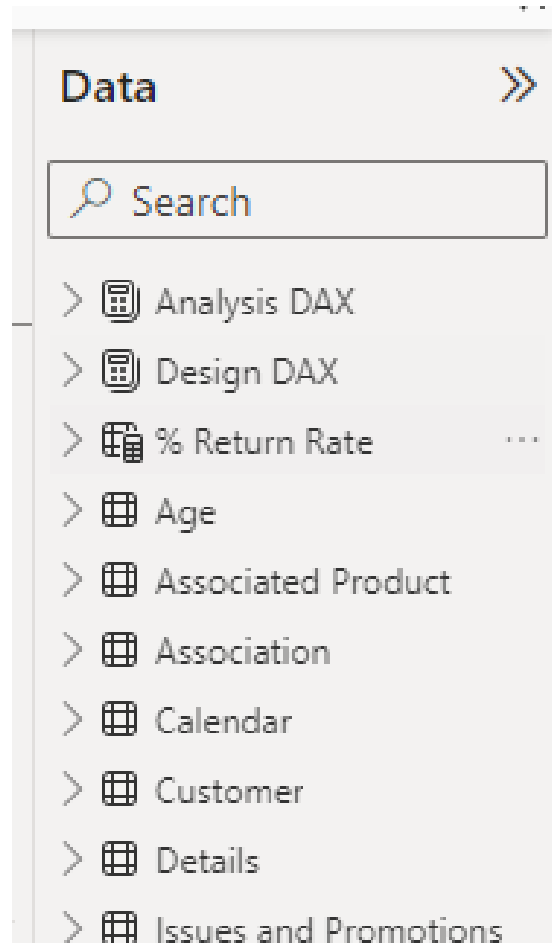 Data
Search
Analysis DAX
Design DAX
% Return Rate
Age
Associated Product
Association
Calendar
Customer
Details
Issues and Promotions